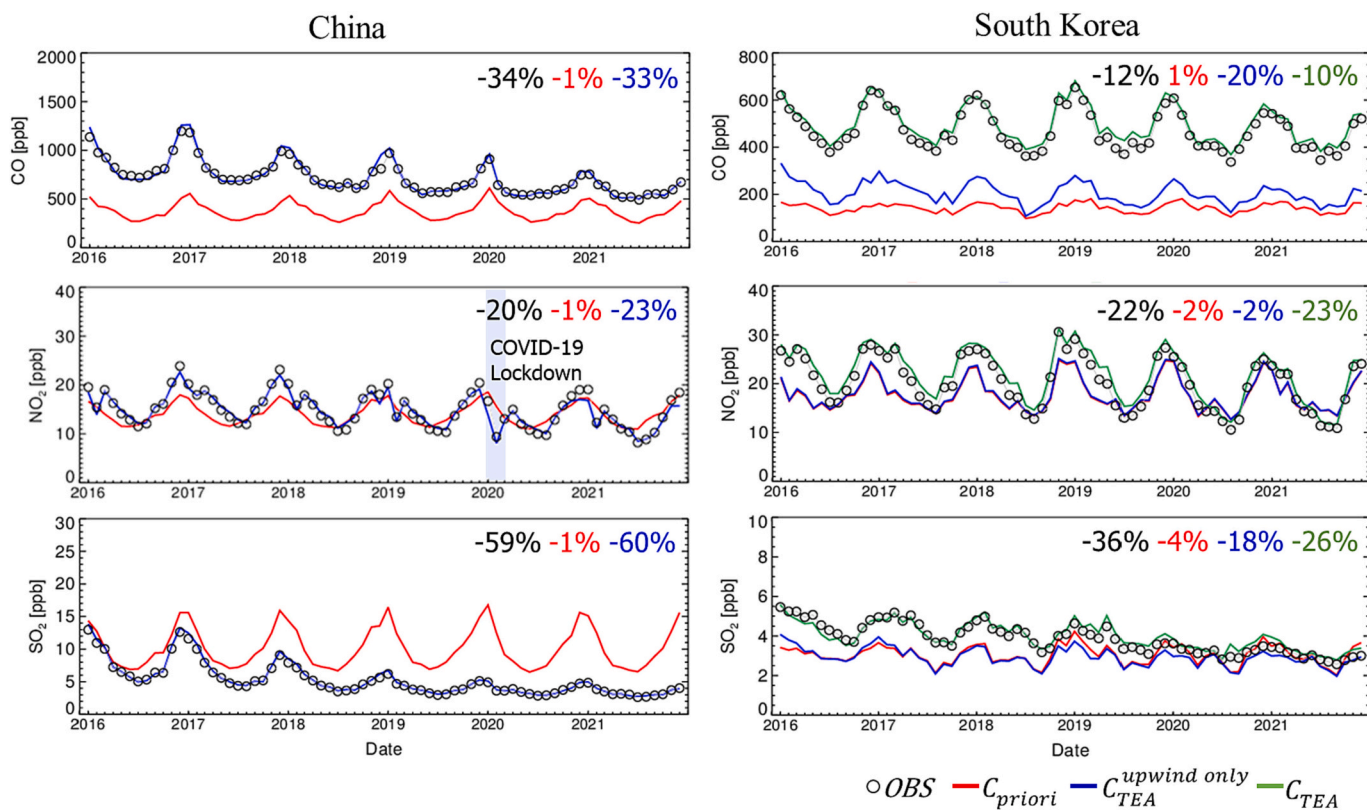 China
South Korea
2000
1500
1000
500
0
CO [ppb]
-34% -1% -33%
2016 2017 2018 2019 2020 2021
800
600
400
200
0
CO [ppb]
-12% 1% -20% -10%
2016 2017 2018 2019 2020 2021
40
30
20
10
0
NO₂ [ppb]
-20% -1% -23%
COVID-19
Lockdown
2016 2017 2018 2019 2020 2021
40
30
20
10
0
NO₂ [ppb]
-22% -2% -2% -23%
2016 2017 2018 2019 2020 2021
30
25
20
15
10
5
0
SO₂ [ppb]
-59% -1% -60%
2016 2017 2018 2019 2020 2021
Date
10
8
6
4
2
0
SO₂ [ppb]
-36% -4% -18% -26%
2016 2017 2018 2019 2020 2021
Date
OBS C_priori C_TEA^upwind only C_TEA